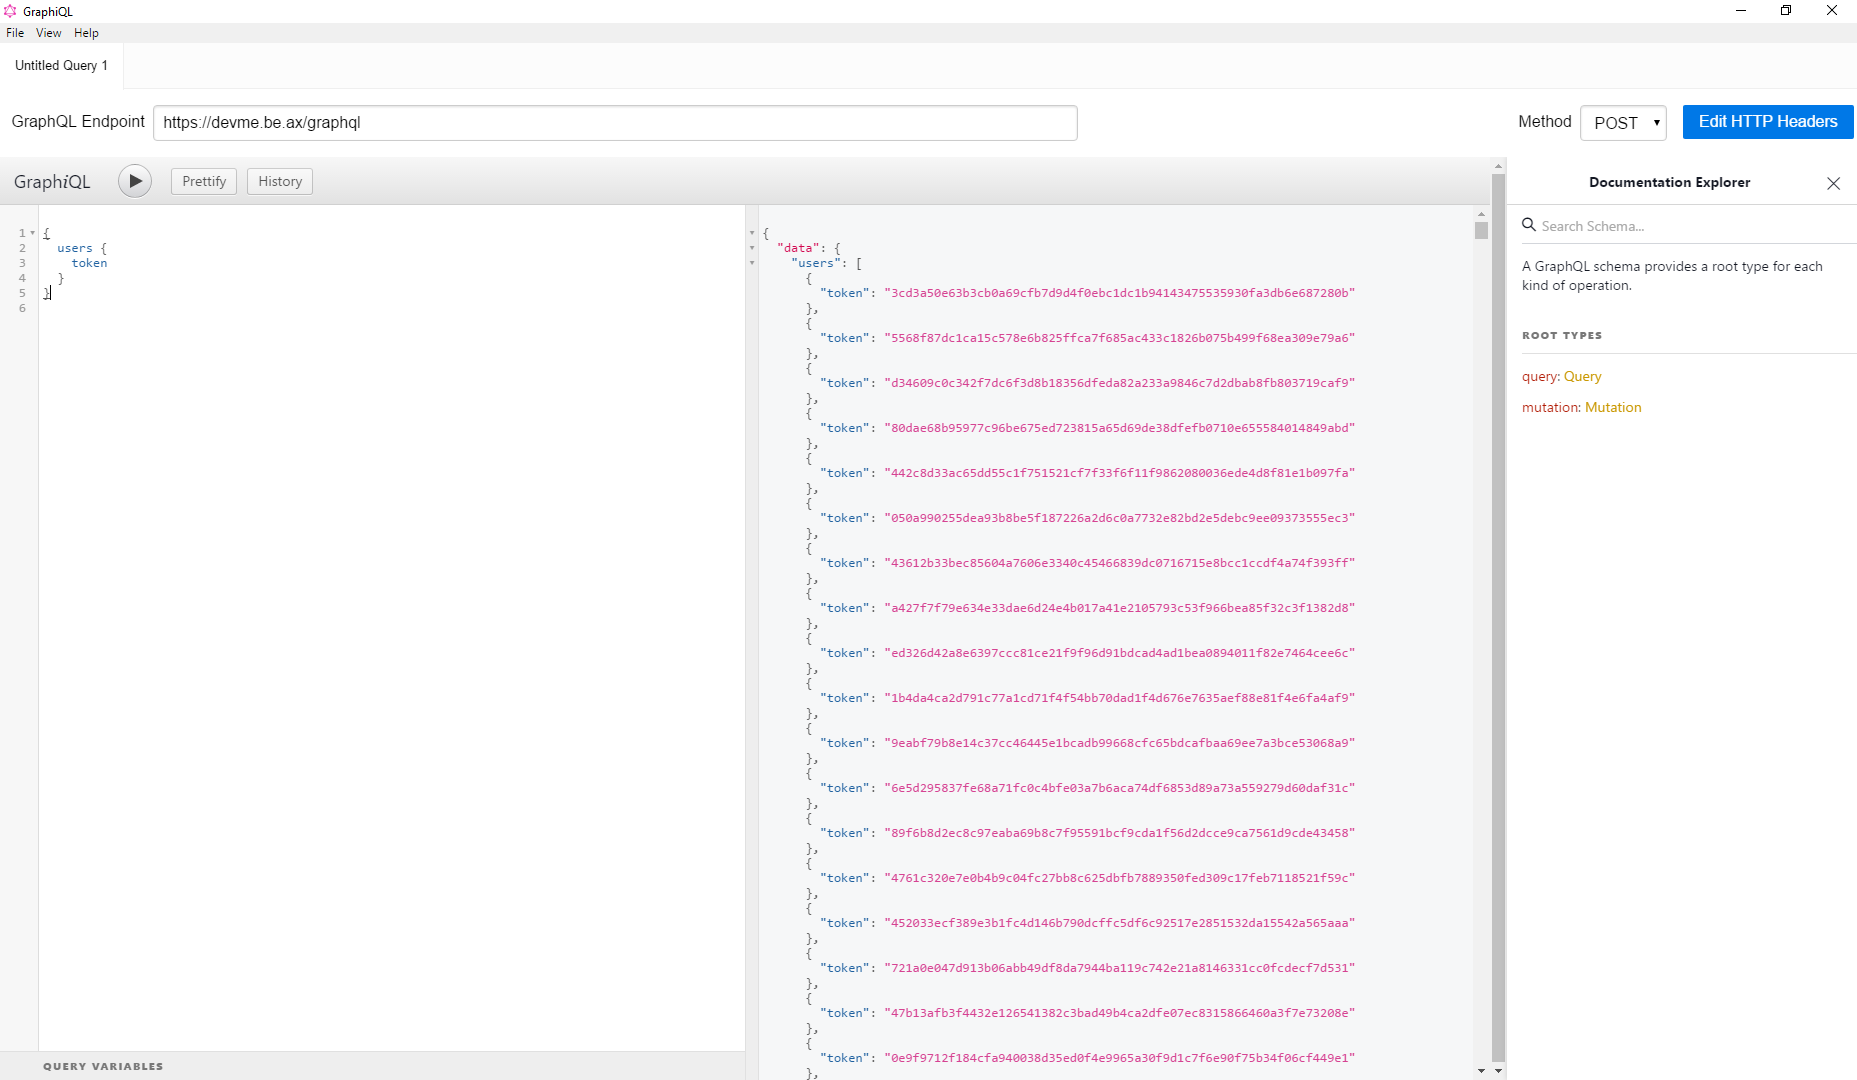 GraphiQL
File View Help
Untitled Query 1
GraphQL Endpoint https://devme.be.ax/graphql Method POST Edit HTTP Headers
GraphiQL Prettify History
1 {
2 users {
3 token
4 }
5 }
6
QUERY VARIABLES
{
"data": {
"users": [
{
"token": "3cd3a50e63b3cb0a69cfb7d9d4f0ebc1dc1b94143475535930fa3db6e687280b"
},
{
"token": "5568f87dc1ca15c578e6b825ffca7f685ac433c1826b075b499f68ea309e79a6"
},
{
"token": "d34609c0c342f7dc6f3d8b18356dfeda82a233a9846c7d2dbab8fb803719caf9"
},
{
"token": "80dae68b95977c96be675ed723815a65d69de38dfefb0710e655584014849abd"
},
{
"token": "442c8d33ac65dd55c1f751521cf7f33f6f11f9862080036ede4d8f81e1b097fa"
},
{
"token": "050a990255dea93b8be5f187226a2d6c0a7732e82bd2e5debc9ee09373555ec3"
},
{
"token": "43612b33bec85604a7606e3340c45466839dc0716715e8bcc1ccdf4a74f393ff"
},
{
"token": "a427f7f79e634e33dae6d24e4b017a41e2105793c53f966bea85f32c3f1382d8"
},
{
"token": "ed326d42a8e6397ccc81ce21f9f96d91bdcad4ad1bea0894011f82e7464cee6c"
},
{
"token": "1b4da4ca2d791c77a1cd71f4f54bb70dad1f4d676e7635aef88e81f4e6fa4af9"
},
{
"token": "9eabf79b8e14c37cc46445e1bcadb99668cfc65bdcafbaa69ee7a3bce53068a9"
},
{
"token": "6e5d295837fe68a71fc0c4bfe03a7b6aca74df6853d89a73a559279d60daf31c"
},
{
"token": "89f6b8d2ec8c97eaba69b8c7f95591bcf9cda1f56d2dcce9ca7561d9cde43458"
},
{
"token": "4761c320e7e0b4b9c04fc27bb8c625dbfb7889350fed309c17feb7118521f59c"
},
{
"token": "452033ecf389e3b1fc4d146b790dcffc5df6c92517e2851532da15542a565aaa"
},
{
"token": "721a0e047d913b06abb49df8da7944ba119c742e21a8146331cc0fcdecf7d531"
},
{
"token": "47b13afb3f4432e126541382c3bad49b4ca2dfe07ec8315866460a3f7e73208e"
},
{
"token": "0e9f9712f184cfa940038d35ed0f4e9965a30f9d1c7f6e90f75b34f06cf449e1"
},
Documentation Explorer
Search Schema...
A GraphQL schema provides a root type for each
kind of operation.
ROOT TYPES
query: Query
mutation: Mutation